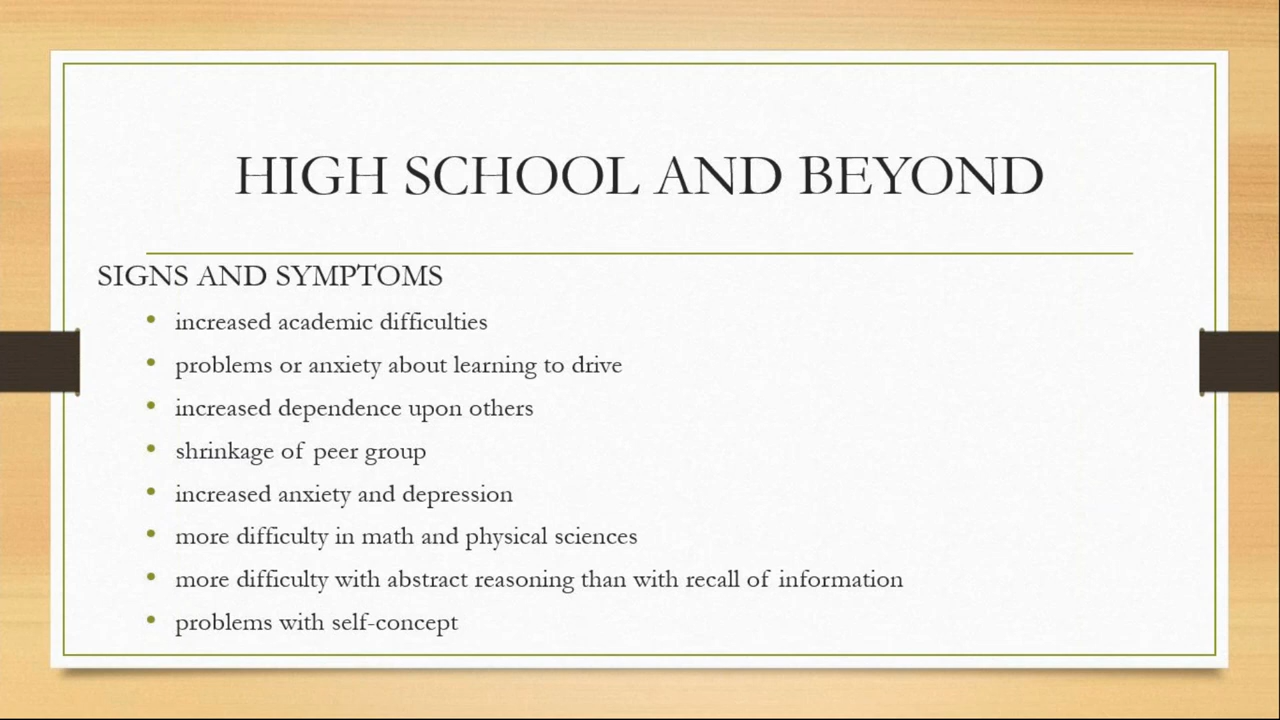 HIGH SCHOOL AND BEYOND
SIGNS AND SYMPTOMS
• increased academic difficulties
• problems or anxiety about learning to drive
• increased dependence upon others
• shrinkage of peer group
• increased anxiety and depression
• more difficulty in math and physical sciences
• more difficulty with abstract reasoning than with recall of information
• problems with self-concept